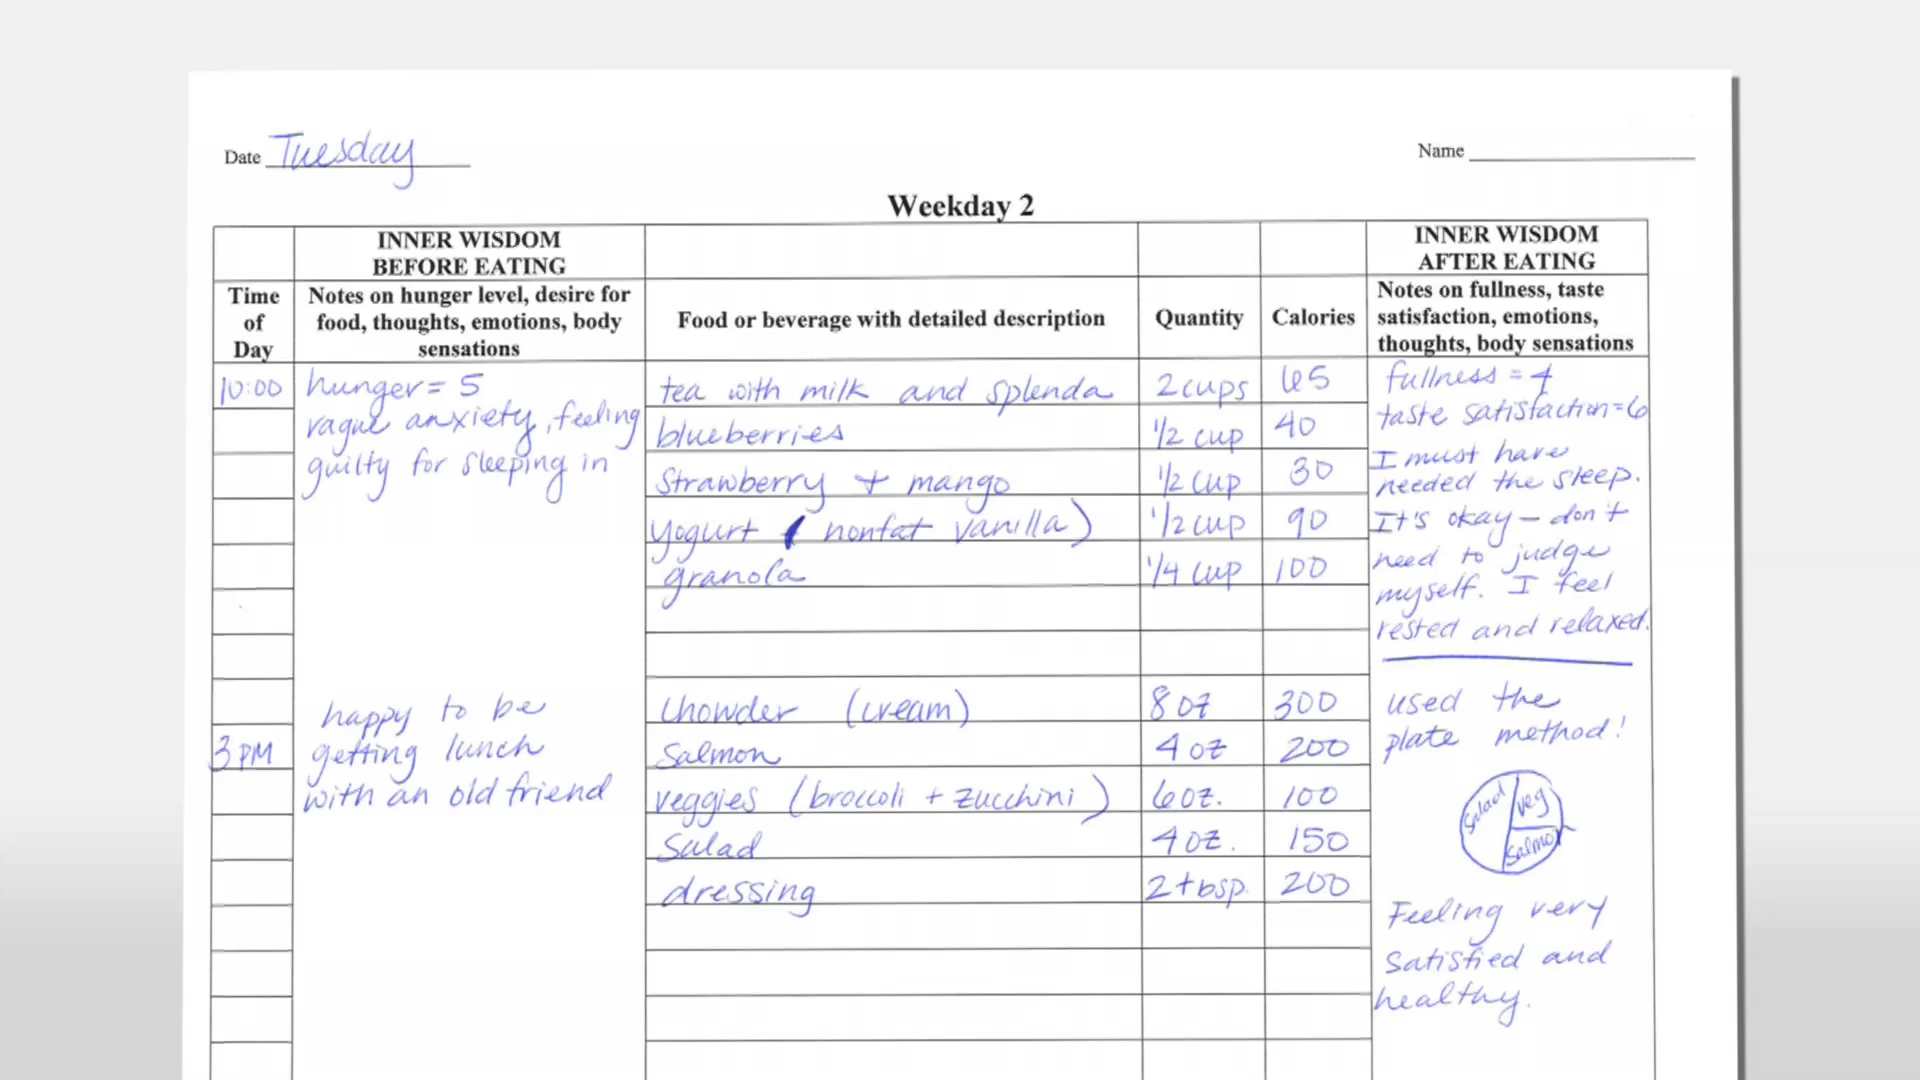 Date Tuesday
Name
Weekday 2
INNER WISDOM
BEFORE EATING
INNER WISDOM
AFTER EATING
Time
of
Day
Notes on hunger level, desire for
food, thoughts, emotions, body
sensations
Food or beverage with detailed description
Quantity
Calories
Notes on fullness, taste
satisfaction, emotions,
thoughts, body sensations
10:00
hunger = 5
vague anxiety, feeling
guilty for sleeping in
tea with milk and splenda 2 cups 65
blueberries 1/2 cup 40
Strawberry + mango 1/2 cup 30
Yogurt (nonfat vanilla) 1/2 cup 90
granola 1/4 cup 100
fullness = 4
taste satisfaction = 6
I must have
needed the sleep.
It's okay - don't
need to judge
myself. I feel
rested and relaxed.
3 PM
happy to be
getting lunch
with an old friend
Chowder (cream) 8 oz 300
Salmon 4 oz 200
veggies (broccoli + zucchini) 6 oz. 100
Salad 4 oz. 150
dressing 2 tbsp. 200
used the
plate method!
Salad
veg
Salmon
Feeling very
satisfied and
healthy.